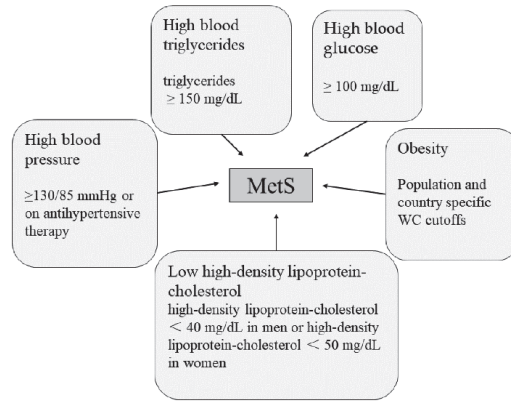 High blood
triglycerides
triglycerides
≥ 150 mg/dL
High blood
glucose
≥ 100 mg/dL
High blood
pressure
≥130/85 mmHg or
on antihypertensive
therapy
MetS
Obesity
Population and
country specific
WC cutoffs
Low high-density lipoprotein-
cholesterol
high-density lipoprotein-cholesterol
＜ 40 mg/dL in men or high-density
lipoprotein-cholesterol ＜ 50 mg/dL
in women